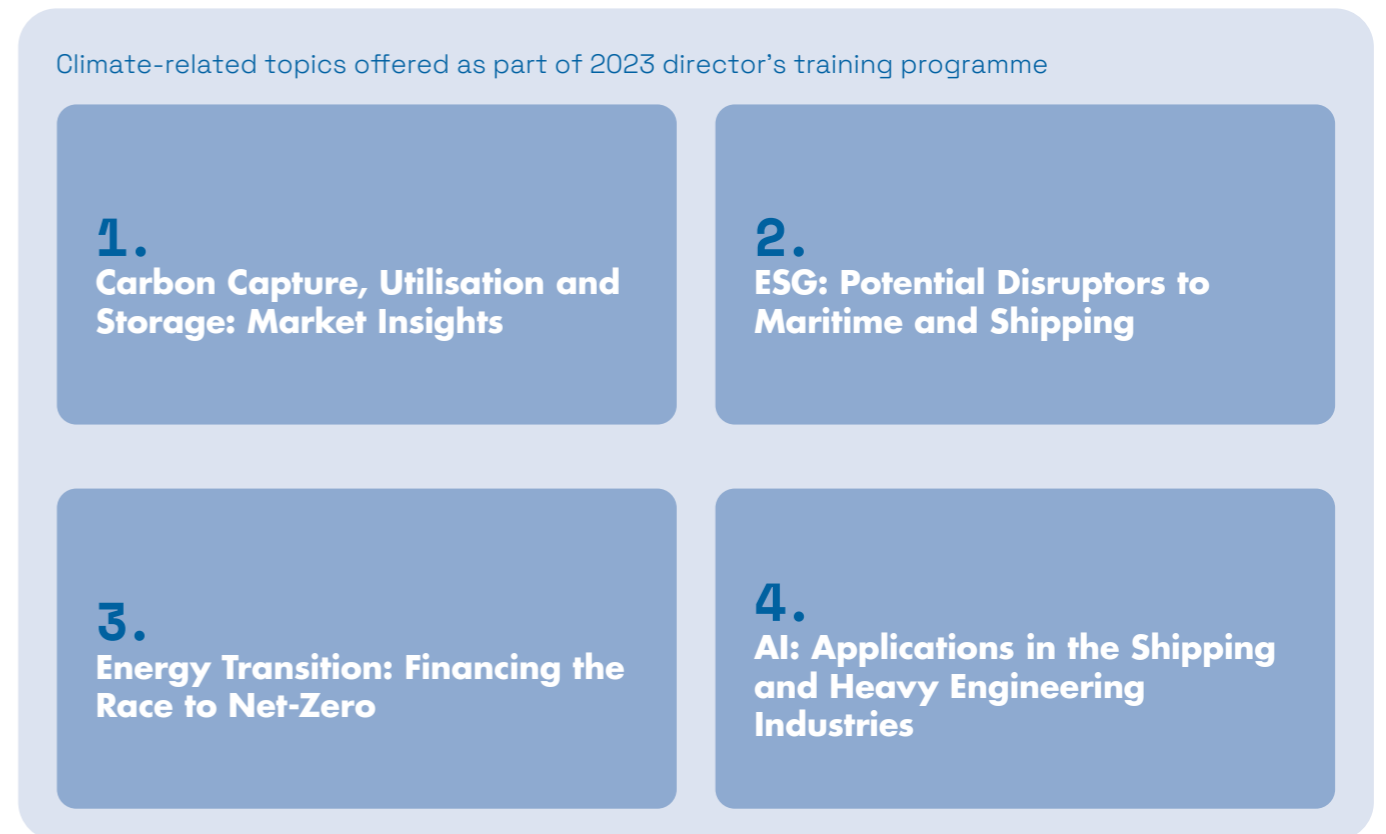 Climate-related topics offered as part of 2023 director’s training programme
1.
Carbon Capture, Utilisation and
Storage: Market Insights
2.
ESG: Potential Disruptors to
Maritime and Shipping
3.
Energy Transition: Financing the
Race to Net-Zero
4.
AI: Applications in the Shipping
and Heavy Engineering
Industries